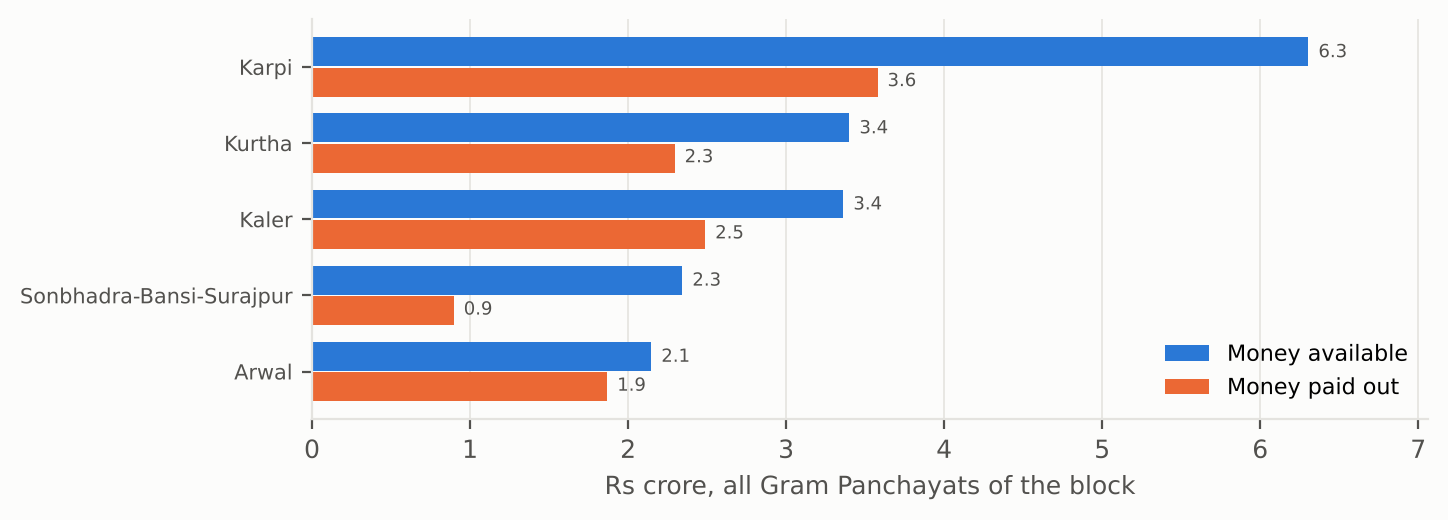 Karpi
6.3
3.6
Kurtha
3.4
2.3
Kaler
3.4
2.5
Sonbhadra-Bansi-Surajpur
2.3
0.9
Arwal
2.1
1.9
Money available
Money paid out
0 1 2 3 4 5 6 7
Rs crore, all Gram Panchayats of the block